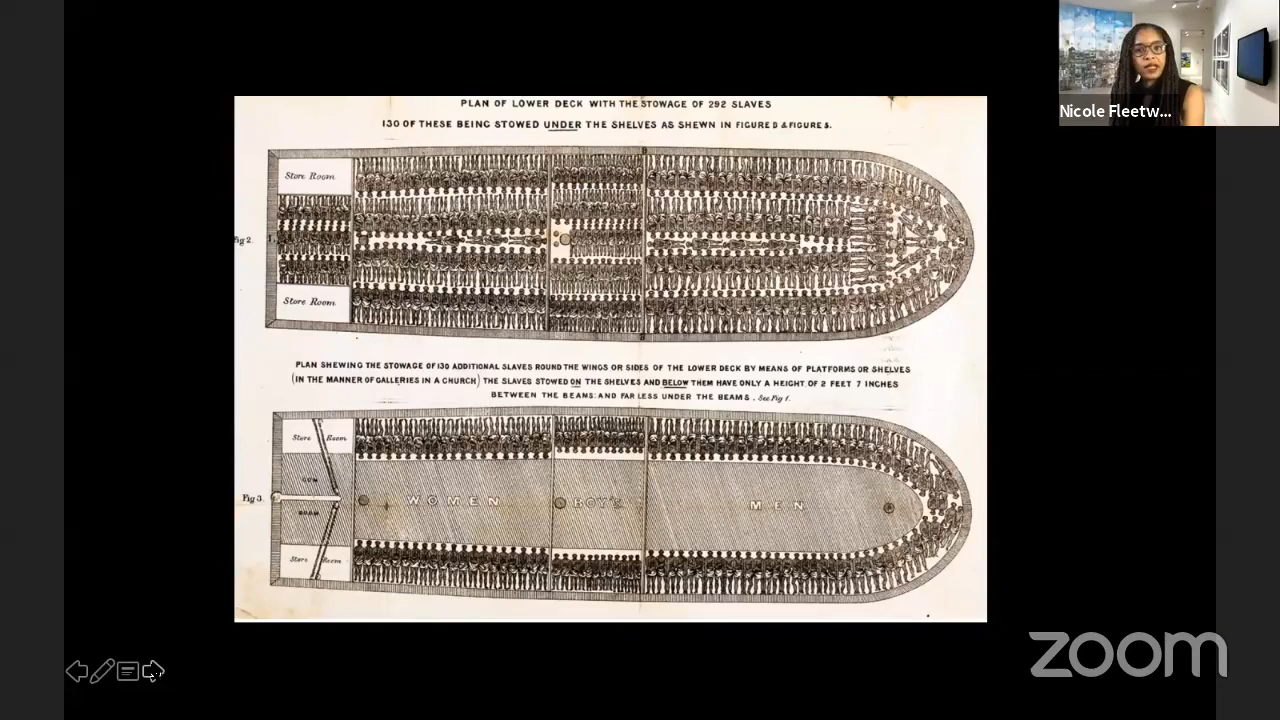 Nicole Fleetw...
PLAN OF LOWER DECK WITH THE STOWAGE OF 292 SLAVES
130 OF THESE BEING STOWED UNDER THE SHELVES AS SHEWN IN FIGURE D & FIGURE 5.
Store Room
Fig 2.
Store Room
PLAN SHEWING THE STOWAGE OF 130 ADDITIONAL SLAVES ROUND THE WINGS OR SIDES OF THE LOWER DECK BY MEANS OF PLATFORMS OR SHELVES
(IN THE MANNER OF GALLERIES IN A CHURCH) THE SLAVES STOWED ON THE SHELVES AND BELOW THEM HAVE ONLY A HEIGHT OF 2 FEET 7 INCHES
BETWEEN THE BEAMS: AND FAR LESS UNDER THE BEAMS. See Fig 1.
Store Room
GUN
ROOM
Fig 3.
WOMEN
BOYS
MEN
Store Room
zoom